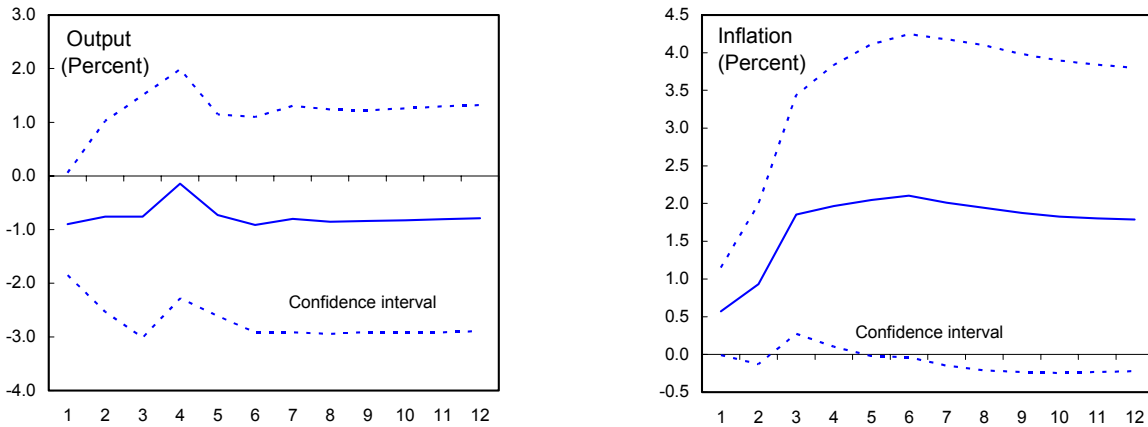 Output
(Percent)
3.0
2.0
1.0
0.0
-1.0
-2.0
-3.0
-4.0
Confidence interval
1 2 3 4 5 6 7 8 9 10 11 12
Inflation
(Percent)
4.5
4.0
3.5
3.0
2.5
2.0
1.5
1.0
0.5
0.0
-0.5
Confidence interval
1 2 3 4 5 6 7 8 9 10 11 12